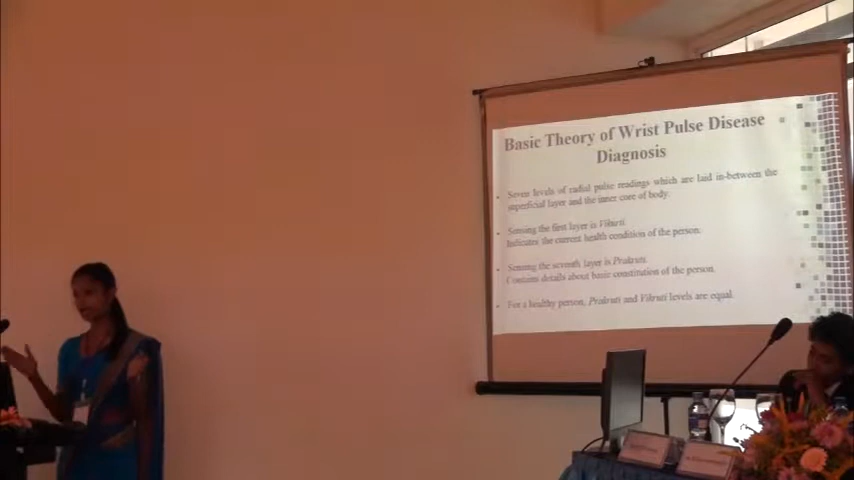 Basic Theory of Wrist Pulse Disease
Diagnosis
• Seven levels of radial pulse readings which are laid in-between the
superficial layer and the inner core of body.
• Sensing the first layer is Vikruti.
Indicates the current health condition of the person.
• Sensing the seventh layer is Prakruti.
Contains details about basic constitution of the person.
• For a healthy person, Prakruti and Vikruti levels are equal.